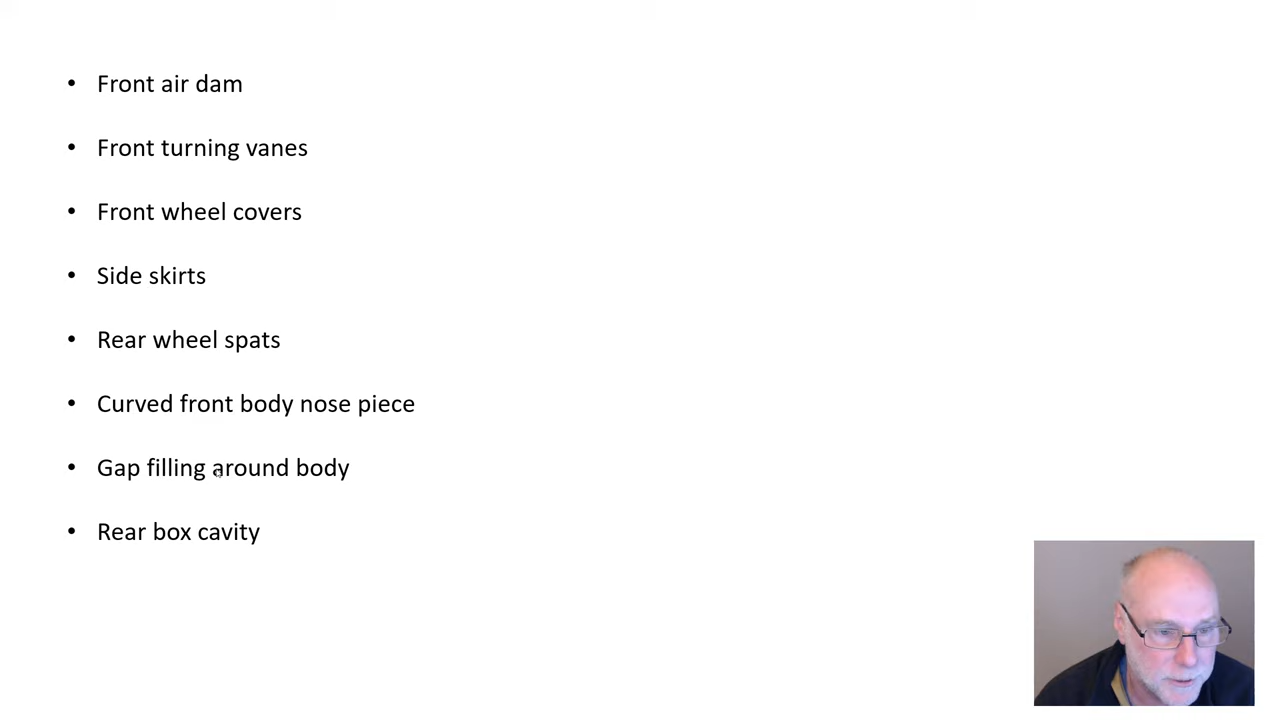 • Front air dam
• Front turning vanes
• Front wheel covers
• Side skirts
• Rear wheel spats
• Curved front body nose piece
• Gap filling around body
• Rear box cavity